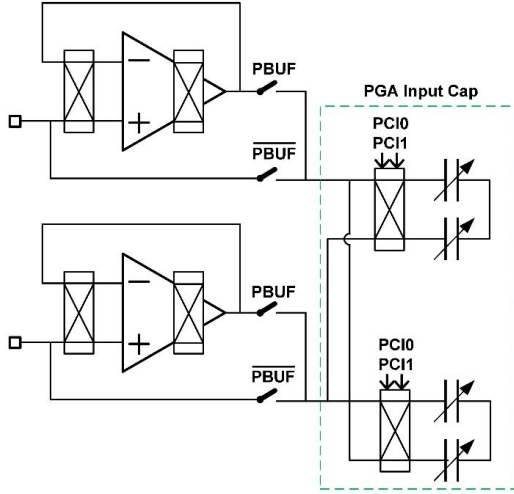 PBUF
PGA Input Cap
PCI0
PCI1
PBUF
PBUF
PCI0
PCI1
PBUF